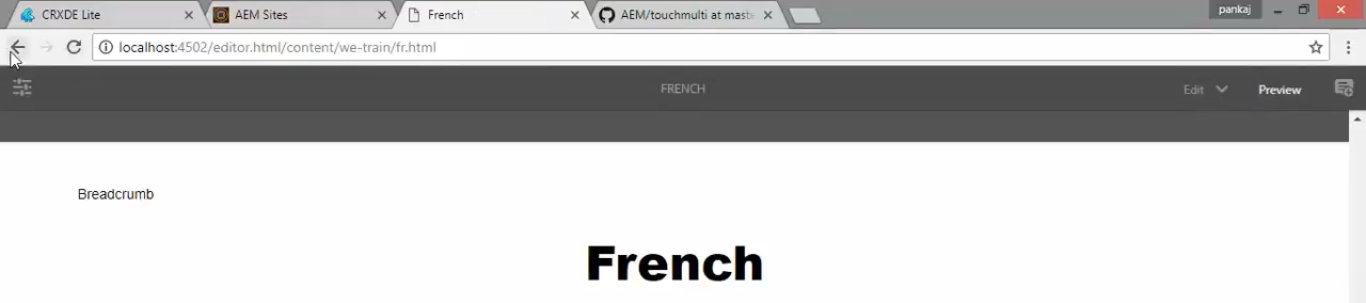 CRXDE Lite AEM Sites French AEM/touchmulti at maste pankaj
localhost:4502/editor.html/content/we-train/fr.html
FRENCH Edit Preview
Breadcrumb
French